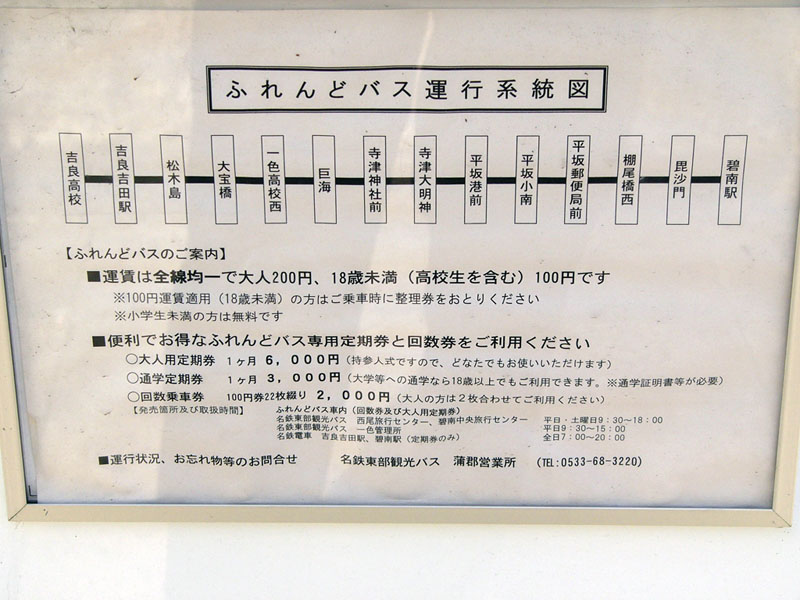 ふれんどバス運行系統図
吉良高校
吉良吉田駅
松木島
大宝橋
一色高校西
巨海
寺津神社前
寺津大明神
平坂港前
平坂小南
平坂郵便局前
棚尾橋西
毘沙門
碧南駅
【ふれんどバスのご案内】
■運賃は全線均一で大人200円、18歳未満（高校生を含む）100円です
※100円運賃適用（18歳未満）の方はご乗車時に整理券をおとりください
※小学生未満の方は無料です
■便利でお得なふれんどバス専用定期券と回数券をご利用ください
○大人用定期券 1ヶ月 6,000円（持参人式ですので、どなたでもお使いいただけます）
○通学定期券 1ヶ月 3,000円（大学等への通学なら18歳以上でもご利用できます。※通学証明書等が必要）
○回数乗車券 100円券22枚綴り 2,000円（大人の方は２枚合わせてご利用ください）
【発売箇所及び取扱時間】 ふれんどバス車内（回数券及び大人用定期券）
名鉄東部観光バス 西尾旅行センター、碧南中央旅行センター 平日・土曜日9：30～18：00
名鉄東部観光バス 一色管理所 平日9：30～15：00
名鉄電車 吉良吉田駅、碧南駅（定期券のみ） 全日7：00～20：00
■運行状況、お忘れ物等のお問合せ 名鉄東部観光バス 蒲郡営業所 （TEL:0533-68-3220）